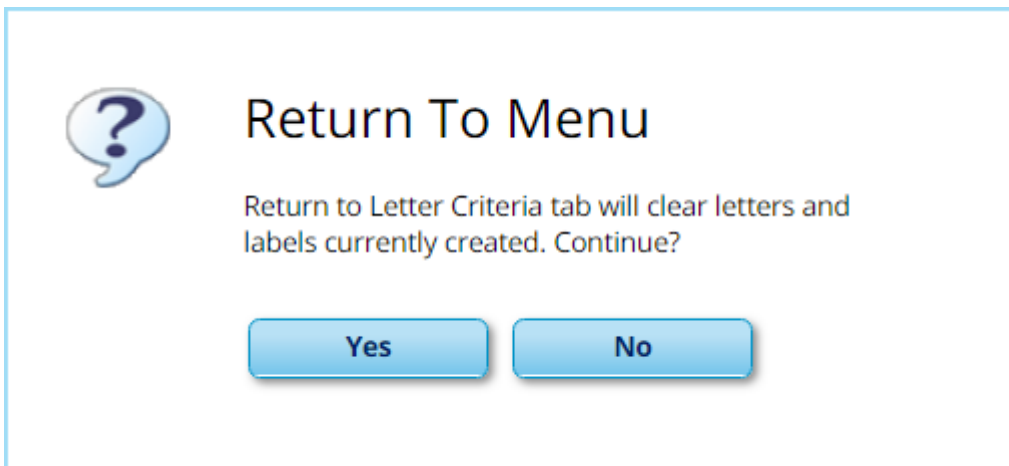 ?
Return To Menu
Return to Letter Criteria tab will clear letters and
labels currently created. Continue?
Yes
No